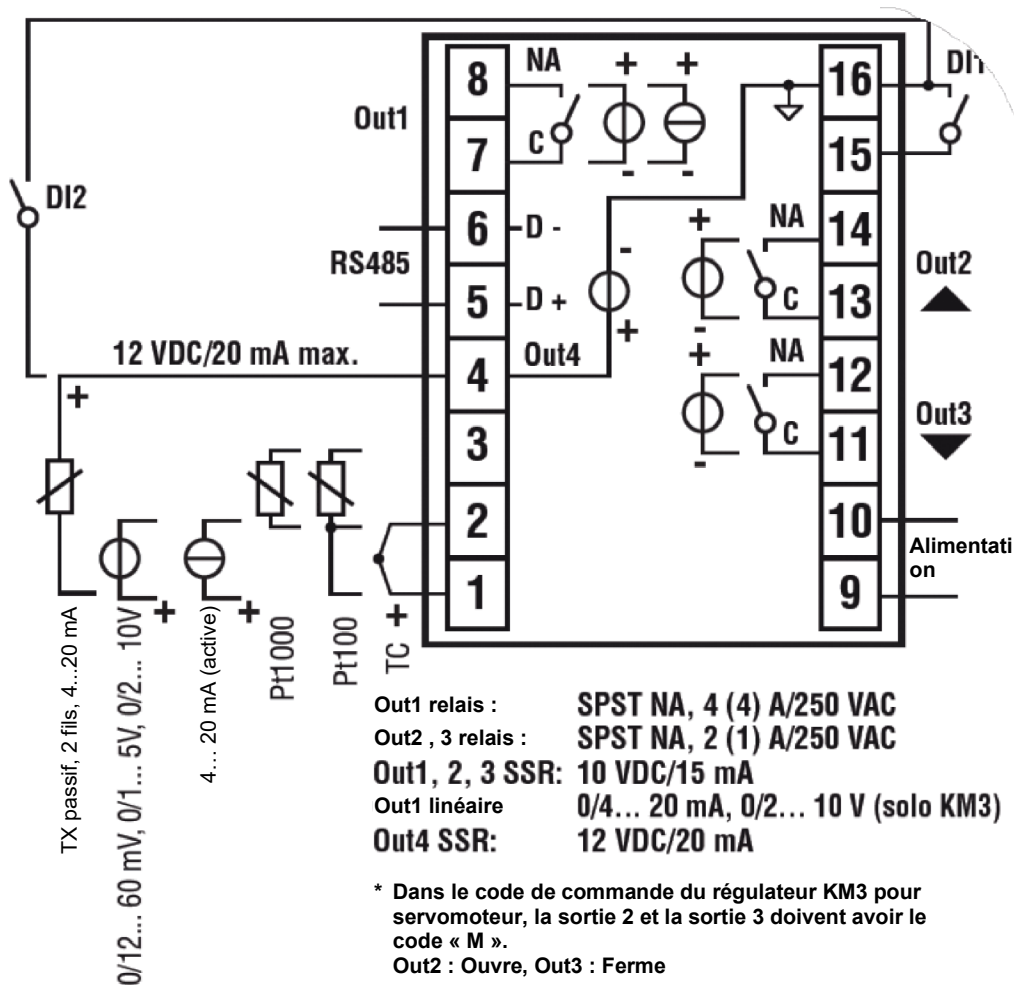 8
NA
+
+
16
DI1
Out1
7
C
-
-
15
DI2
6
D -
-
+
NA
14
Out2
RS485
5
D +
+
-
C
13
12 VDC/20 mA max.
4
Out4
+
NA
12
Out3
+
3
-
C
11
2
10
Alimentati
on
1
9
+
+
+
TX passif, 2 fils, 4...20 mA
0/12... 60 mV, 0/1... 5V, 0/2... 10V
4... 20 mA (active)
Pt1000
Pt100
TC
Out1 relais : SPST NA, 4 (4) A/250 VAC
Out2 , 3 relais : SPST NA, 2 (1) A/250 VAC
Out1, 2, 3 SSR: 10 VDC/15 mA
Out1 linéaire 0/4... 20 mA, 0/2... 10 V (solo KM3)
Out4 SSR: 12 VDC/20 mA
* Dans le code de commande du régulateur KM3 pour
servomoteur, la sortie 2 et la sortie 3 doivent avoir le
code « M ».
Out2 : Ouvre, Out3 : Ferme